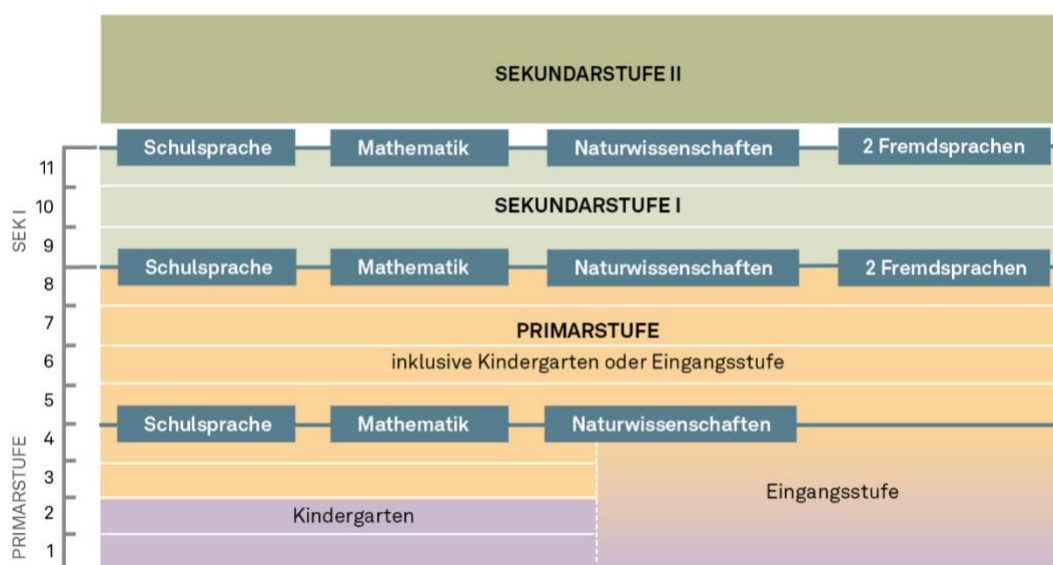 SEKUNDARSTUFE II
Schulsprache Mathematik Naturwissenschaften 2 Fremdsprachen
11
SEK I
10 SEKUNDARSTUFE I
9
Schulsprache Mathematik Naturwissenschaften 2 Fremdsprachen
8
7 PRIMARSTUFE
6 inklusive Kindergarten oder Eingangsstufe
5
Schulsprache Mathematik Naturwissenschaften
4
PRIMARSTUFE
3
Eingangsstufe
2 Kindergarten
1